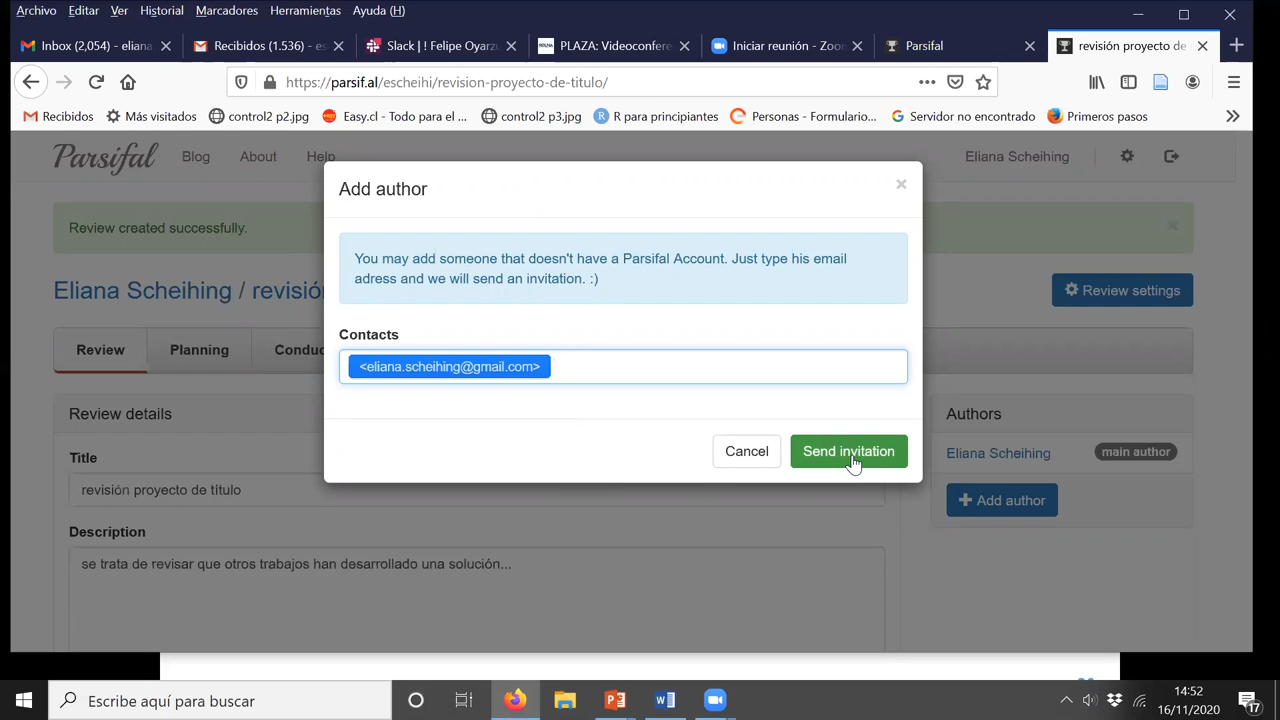 Archivo Editar Ver Historial Marcadores Herramientas Ayuda (H)
Inbox (2,054) - eliana
Recibidos (1.536) - es
Slack | ! Felipe Oyarzu
PLAZA: Videoconfere
Iniciar reunión - Zoo
Parsifal
revisión proyecto de
https://parsif.al/escheihi/revision-proyecto-de-titulo/
Recibidos
Más visitados
control2 p2.jpg
Easy.cl - Todo para el ...
control2 p3.jpg
R para principiantes
Personas - Formulario...
Servidor no encontrado
Primeros pasos
Parsifal Blog About Help Eliana Scheihing
Add author
Review created successfully.
You may add someone that doesn't have a Parsifal Account. Just type his email
adress and we will send an invitation. :)
Eliana Scheihing / revisió
Review settings
Contacts
<eliana.scheihing@gmail.com>
Review Planning Conduc
Review details
Authors
Cancel Send invitation
Eliana Scheihing main author
Title
revisión proyecto de título
Add author
Description
se trata de revisar que otros trabajos han desarrollado una solución...
Escribe aquí para buscar
14:52
16/11/2020
17